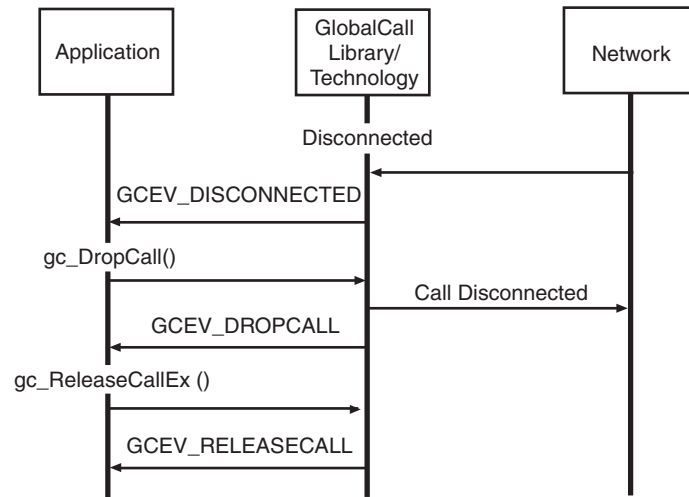 Application
GlobalCall
Library/
Technology
Network
Disconnected
GCEV_DISCONNECTED
gc_DropCall()
Call Disconnected
GCEV_DROPCALL
gc_ReleaseCallEx ()
GCEV_RELEASECALL